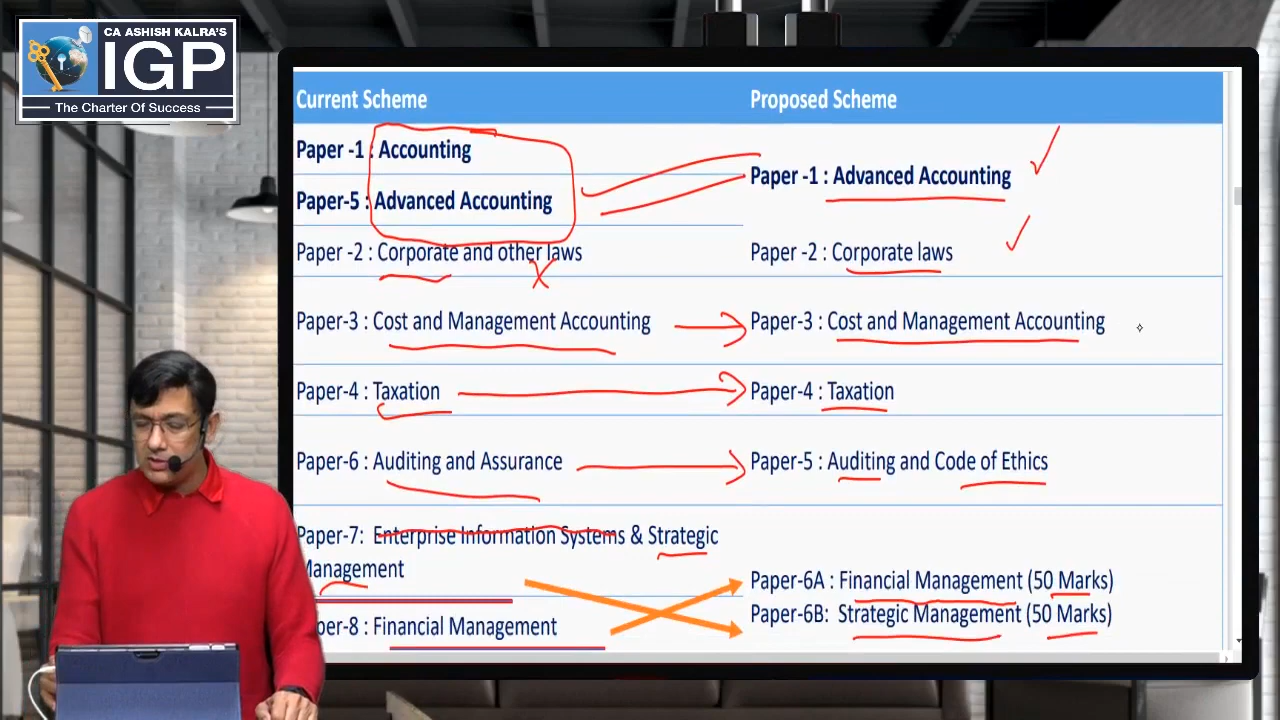 CA ASHISH KALRA'S
IGP
The Charter Of Success
Current Scheme
Proposed Scheme
Paper -1 : Accounting
Paper-5 : Advanced Accounting
Paper -1 : Advanced Accounting
Paper -2 : Corporate and other laws
Paper -2 : Corporate laws
Paper-3 : Cost and Management Accounting
Paper-3 : Cost and Management Accounting
Paper-4 : Taxation
Paper-4 : Taxation
Paper-6 : Auditing and Assurance
Paper-5 : Auditing and Code of Ethics
Paper-7: Enterprise Information Systems & Strategic
Management
Paper-6A : Financial Management (50 Marks)
Paper-6B: Strategic Management (50 Marks)
per-8 : Financial Management